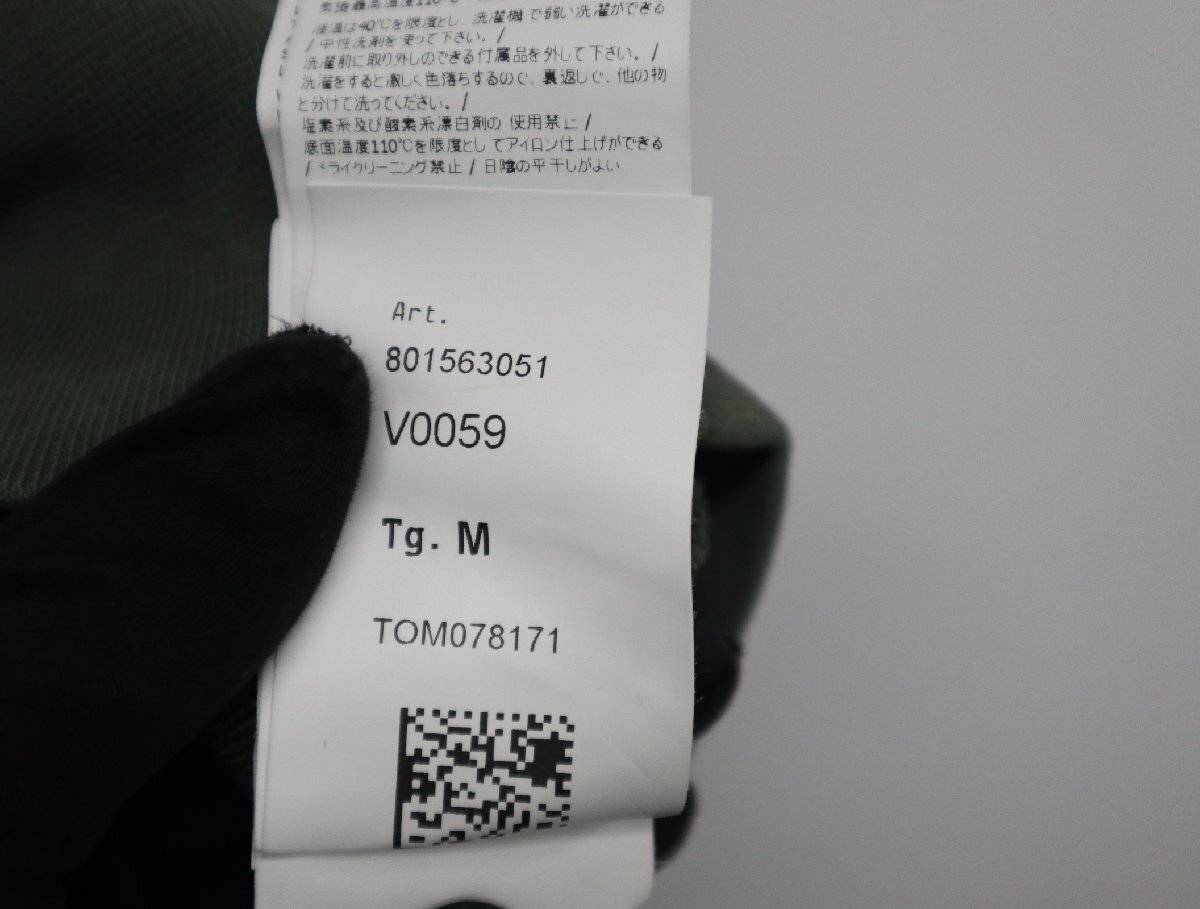 液温は40℃を限度とし、洗濯機で弱い洗濯ができる
/ 中性洗剤を使って下さい。 /
洗濯前に取り外しのできる付属品を外して下さい。 /
洗濯をすると激しく色落ちするので、裏返しで、他の物
と分けて洗ってください。 /
塩素系及び酸素系漂白剤の 使用禁止 /
底面温度110℃を限度とし てアイロン仕上げができる
/ ドライクリーニング禁止 / 日陰の平干しがよい
Art.
801563051
V0059
Tg. M
TOM078171